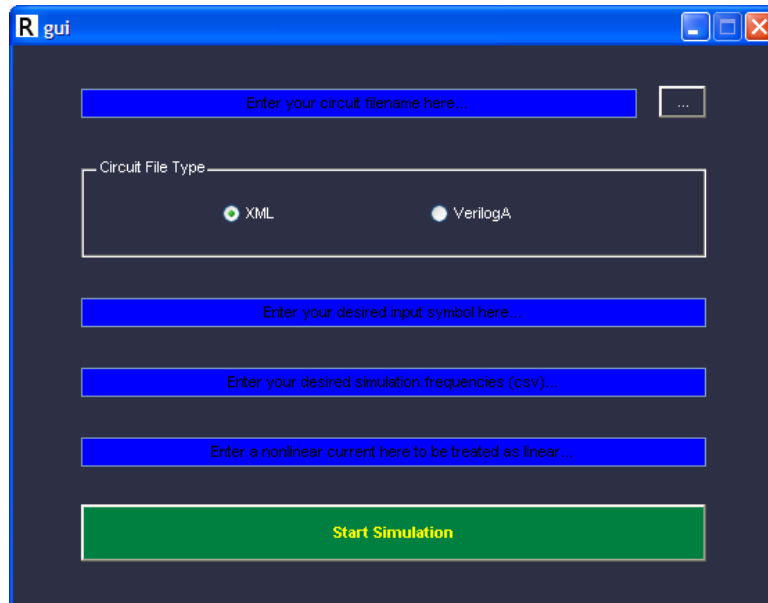 R gui
Enter your circuit filename here...
...
Circuit File Type
XML
VerilogA
Enter your desired input symbol here...
Enter your desired simulation frequencies (csv)...
Enter a nonlinear current here to be treated as linear...
Start Simulation